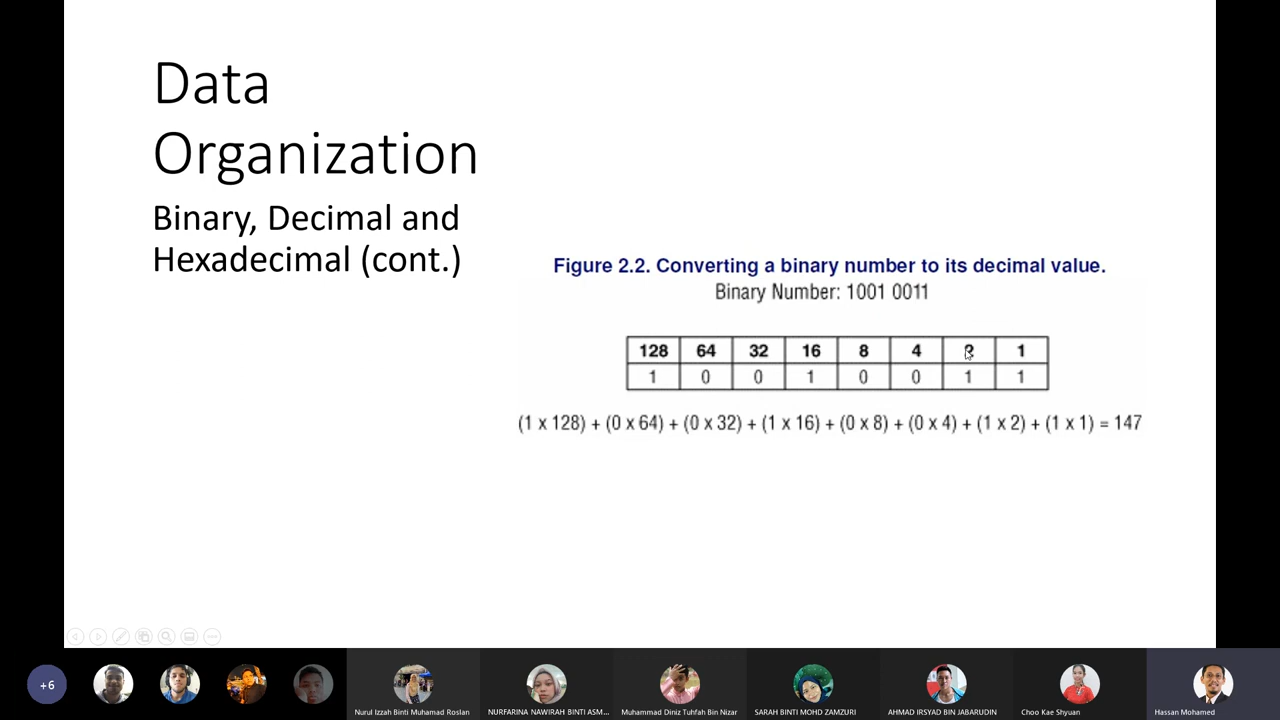 Data
Organization
Binary, Decimal and
Hexadecimal (cont.)
Figure 2.2. Converting a binary number to its decimal value.
Binary Number: 1001 0011
128 64 32 16 8 4 2 1
1 0 0 1 0 0 1 1
(1 x 128) + (0 x 64) + (0 x 32) + (1 x 16) + (0 x 8) + (0 x 4) + (1 x 2) + (1 x 1) = 147
+6
Nurul Izzah Binti Muhamad Roslan
NURFARINA NAWIRAH BINTI ASM...
Muhammad Diniz Tuhfah Bin Nizar
SARAH BINTI MOHD ZAMZURI
AHMAD IRSYAD BIN JABARUDIN
Choo Kae Shyuan
Hassan Mohamed